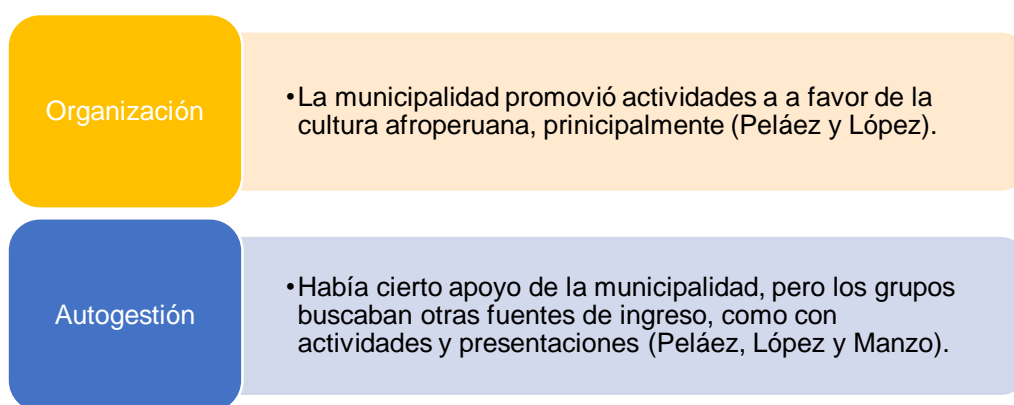 Organización
•La municipalidad promovió actividades a a favor de la
cultura afroperuana, prinicipalmente (Peláez y López).
Autogestión
•Había cierto apoyo de la municipalidad, pero los grupos
buscaban otras fuentes de ingreso, como con
actividades y presentaciones (Peláez, López y Manzo).